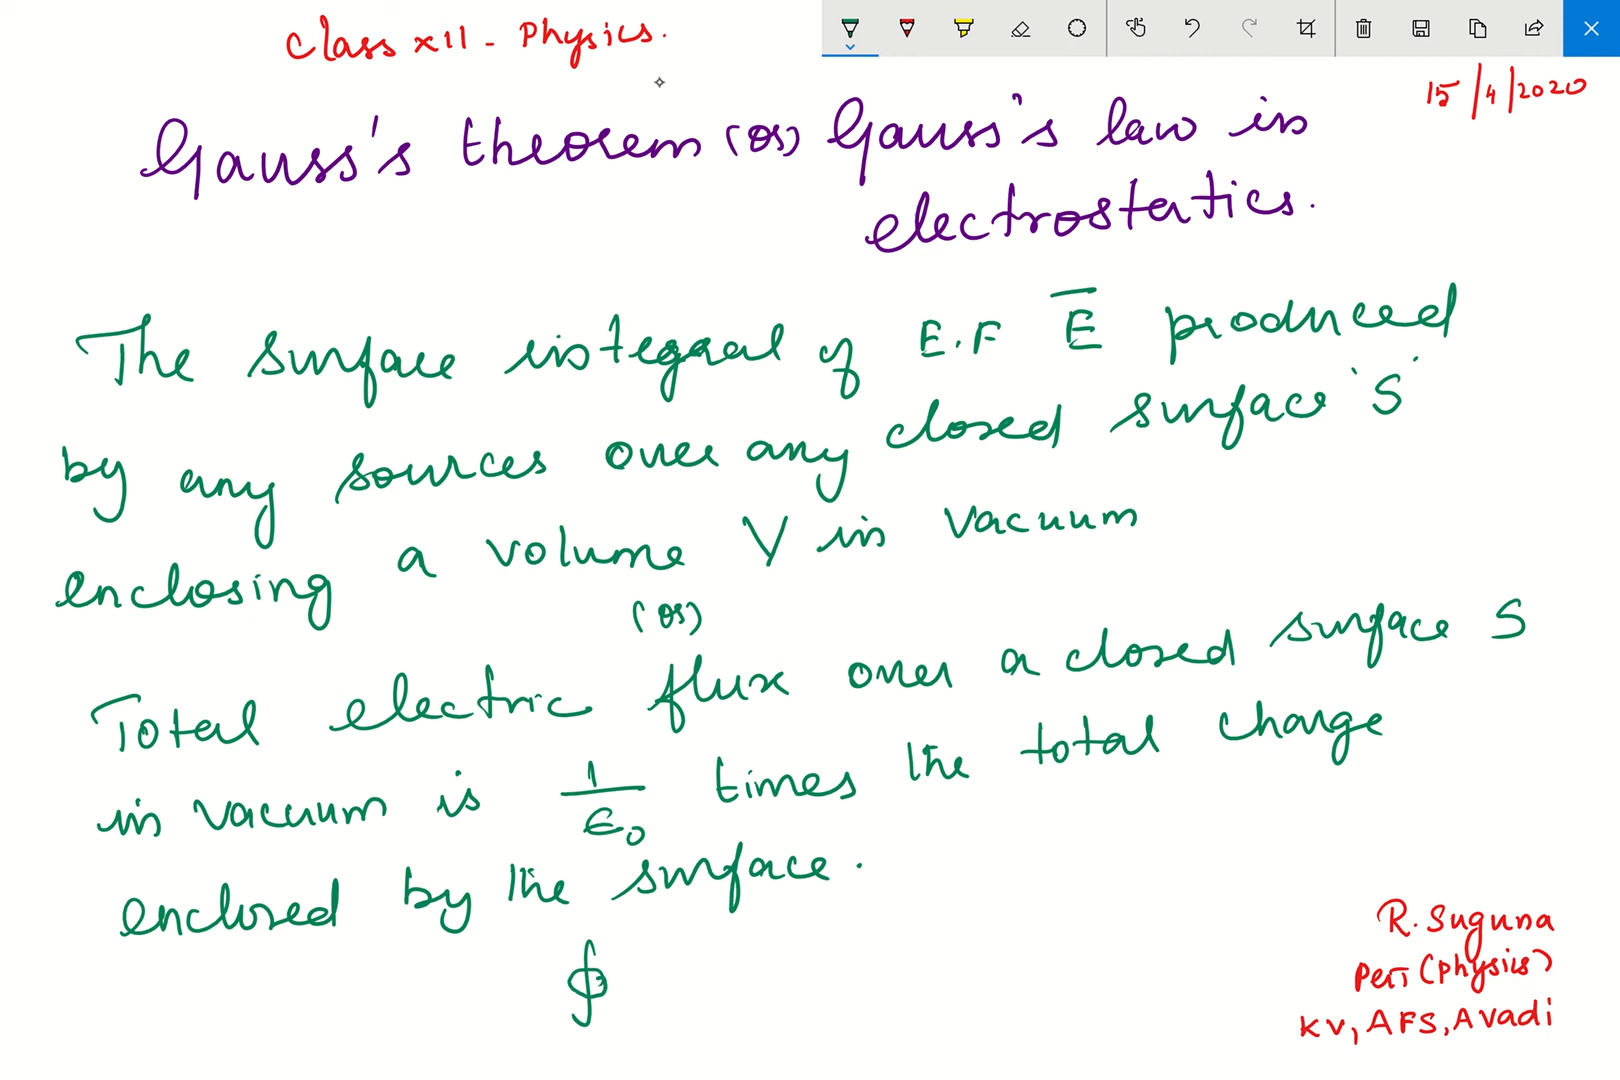 Class XII - Physics.
15/4/2020
Gauss's theorem (or) Gauss's law in
electrostatics.
The surface integral of E.F E̅ produced
by any sources over any closed surface 'S'
enclosing a volume V in vacuum
(or)
Total electric flux over a closed surface S
in vacuum is 1/ε₀ times the total charge
enclosed by the surface.
∮
R. Suguna
PGT (Physics)
KV, AFS, Avadi